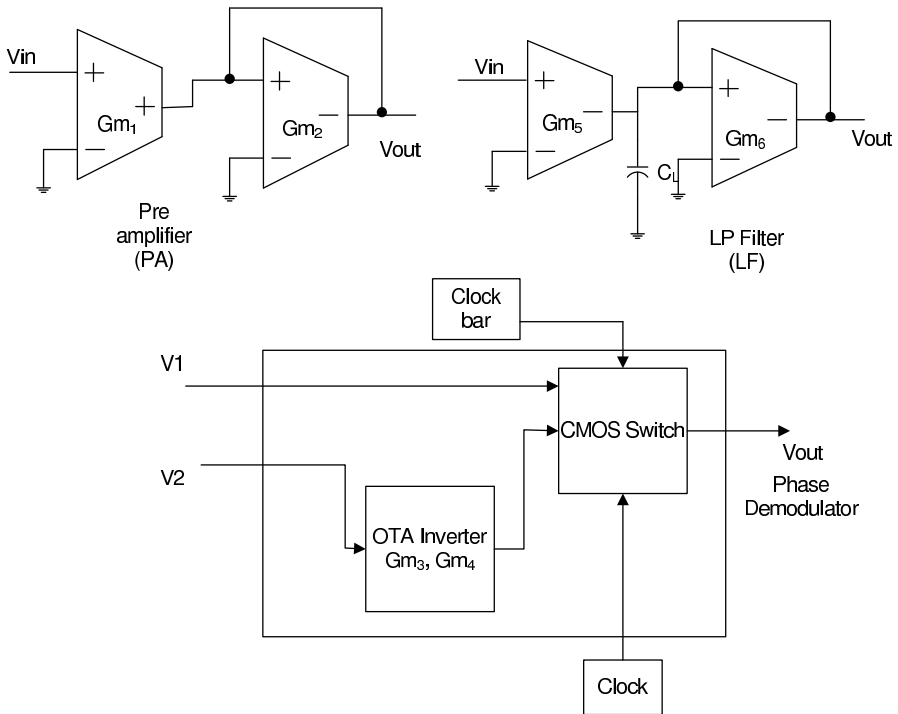 Vin
+
+
−
Gm1
+
−
−
Gm2
Vout
Pre
amplifier
(PA)
Vin
+
−
−
Gm5
CL
+
−
−
Gm6
Vout
LP Filter
(LF)
Clock
bar
V1
CMOS Switch
Vout
V2
Phase
Demodulator
OTA Inverter
Gm3, Gm4
Clock